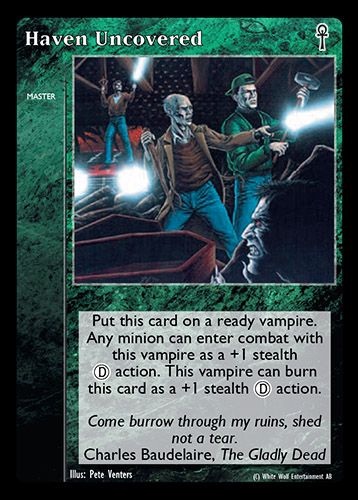 Haven Uncovered
MASTER
Put this card on a ready vampire.
Any minion can enter combat with
this vampire as a +1 stealth
Ⓓ action. This vampire can burn
this card as a +1 stealth Ⓓ action.
Come burrow through my ruins, shed
not a tear.
Charles Baudelaire, The Gladly Dead
Illus: Pete Venters
(C) White Wolf Entertainment AB